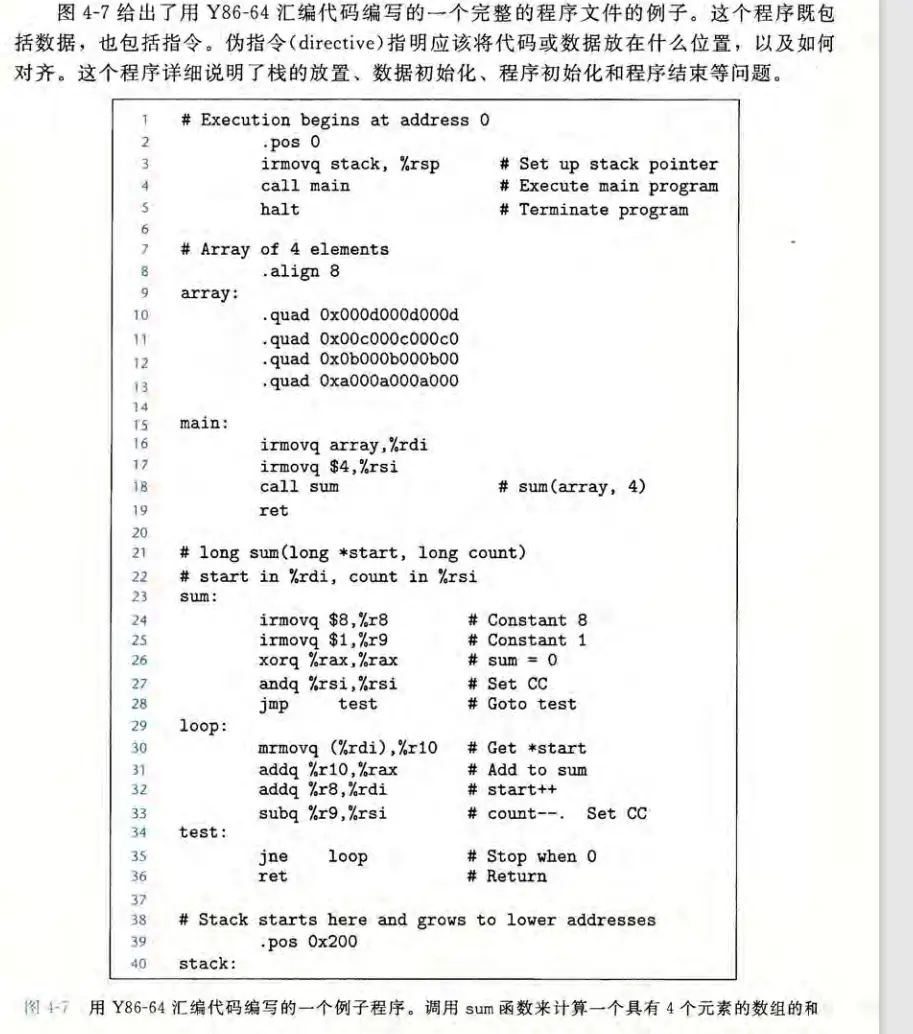 图 4-7 给出了用 Y86-64 汇编代码编写的一个完整的程序文件的例子。这个程序既包
括数据，也包括指令。伪指令(directive)指明应该将代码或数据放在什么位置，以及如何
对齐。这个程序详细说明了栈的放置、数据初始化、程序初始化和程序结束等问题。
1 # Execution begins at address 0
2 .pos 0
3 irmovq stack, %rsp # Set up stack pointer
4 call main # Execute main program
5 halt # Terminate program
6
7 # Array of 4 elements
8 .align 8
9 array:
10 .quad 0x000d000d000d
11 .quad 0x00c000c000c0
12 .quad 0x0b000b000b00
13 .quad 0xa000a000a000
14
15 main:
16 irmovq array,%rdi
17 irmovq $4,%rsi
18 call sum # sum(array, 4)
19 ret
20
21 # long sum(long *start, long count)
22 # start in %rdi, count in %rsi
23 sum:
24 irmovq $8,%r8 # Constant 8
25 irmovq $1,%r9 # Constant 1
26 xorq %rax,%rax # sum = 0
27 andq %rsi,%rsi # Set CC
28 jmp test # Goto test
29 loop:
30 mrmovq (%rdi),%r10 # Get *start
31 addq %r10,%rax # Add to sum
32 addq %r8,%rdi # start++
33 subq %r9,%rsi # count--. Set CC
34 test:
35 jne loop # Stop when 0
36 ret # Return
37
38 # Stack starts here and grows to lower addresses
39 .pos 0x200
40 stack:
图 4-7 用 Y86-64 汇编代码编写的一个例子程序。调用 sum 函数来计算一个具有 4 个元素的数组的和